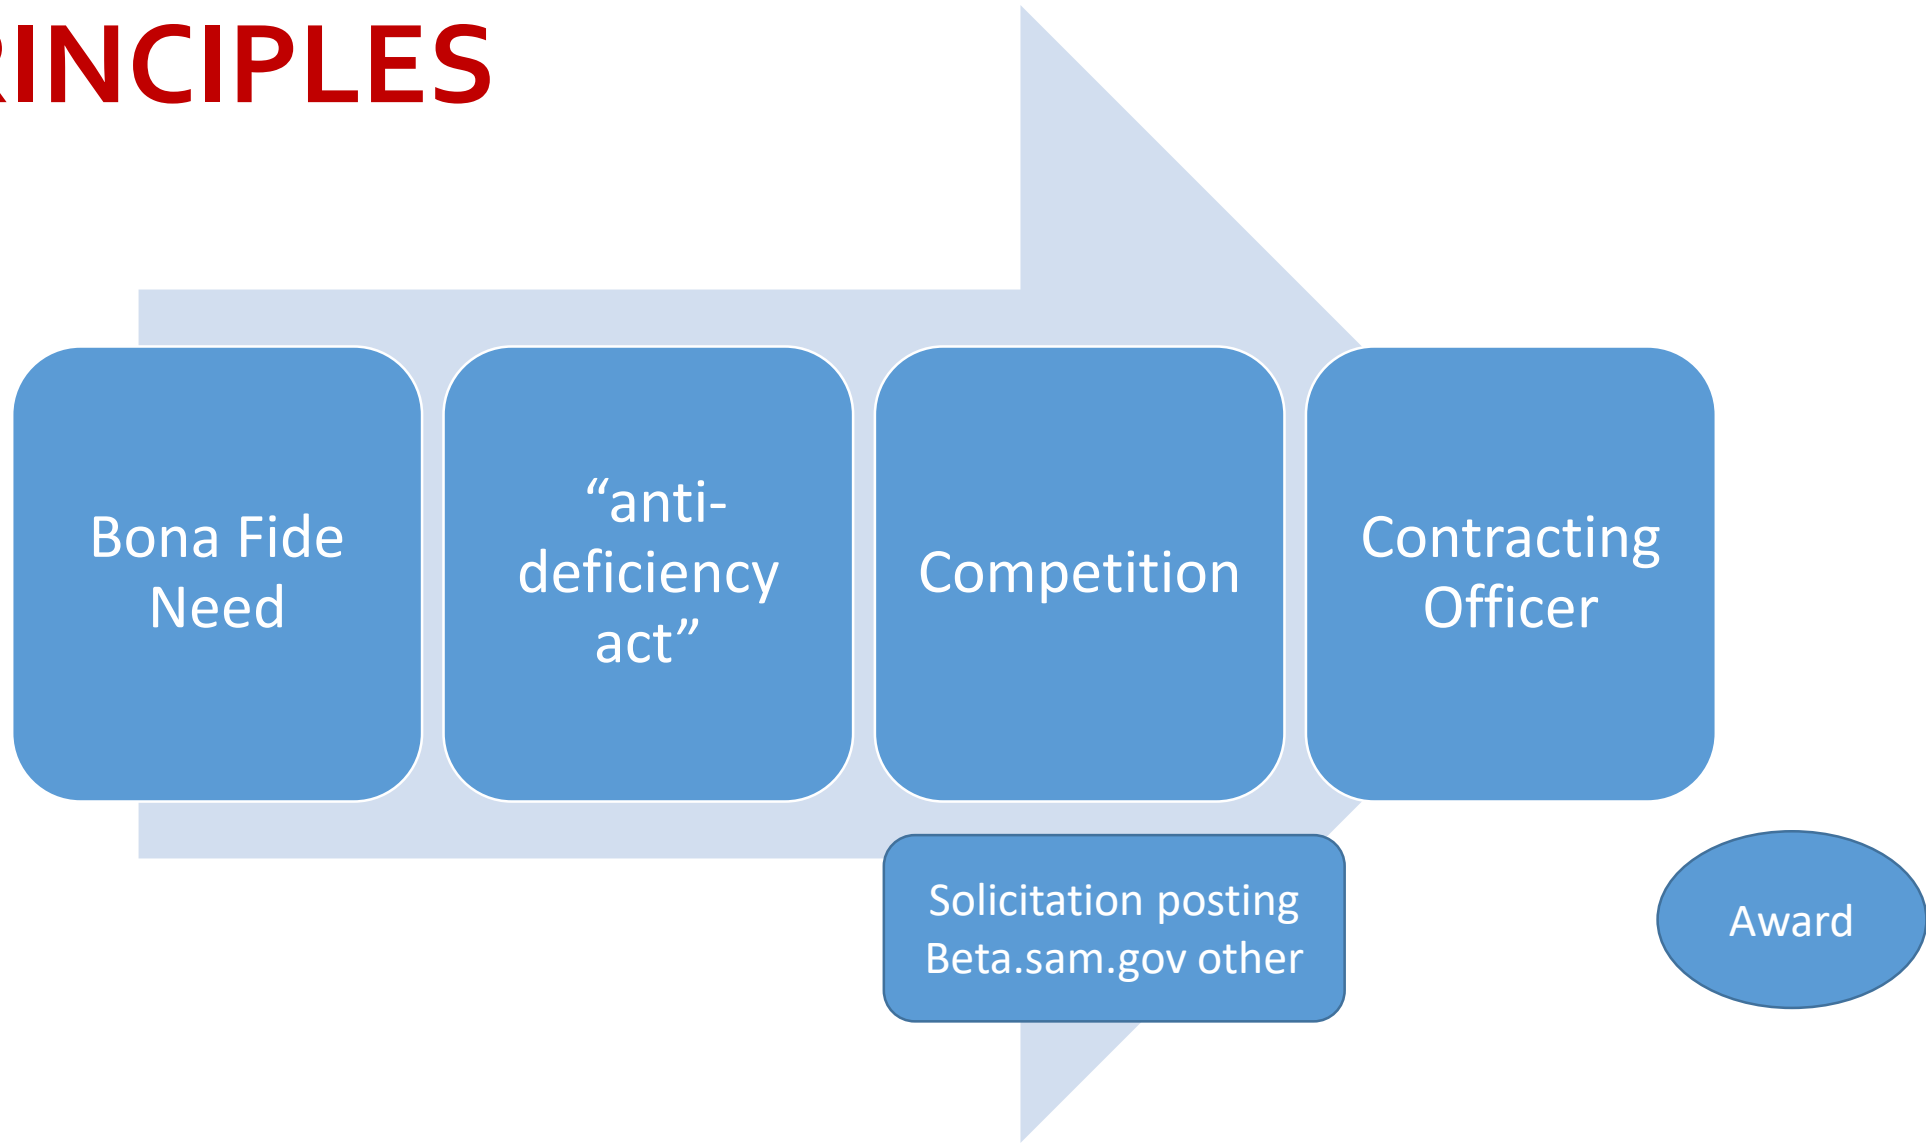 RINCIPLES
Bona Fide
Need
“anti-
deficiency
act”
Competition
Contracting
Officer
Solicitation posting
Beta.sam.gov other
Award